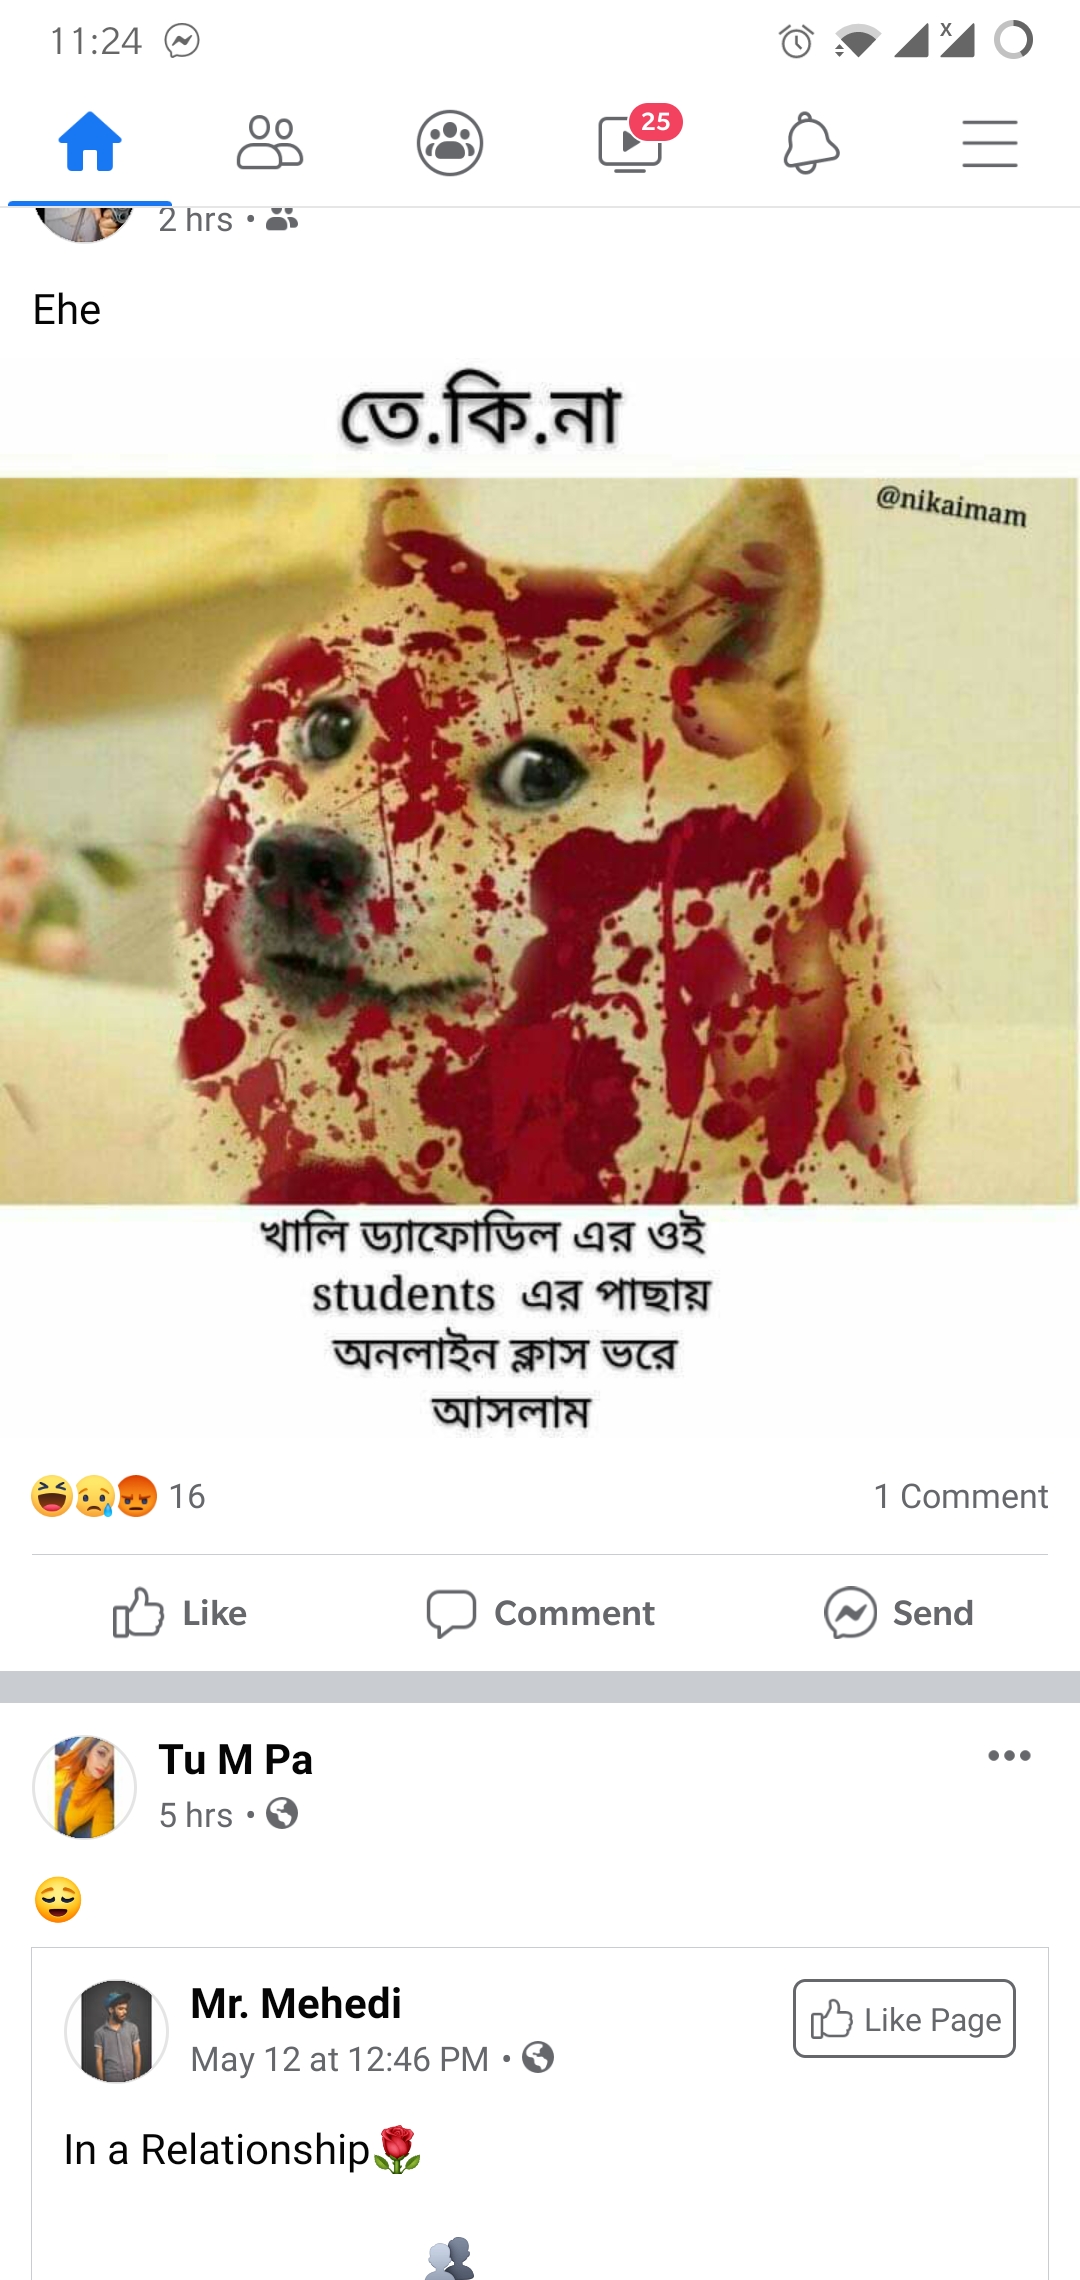 11:24
25
2 hrs •
Ehe
তে.কি.না
@nikaimam
খালি ড্যাফোডিল এর ওই
students এর পাছায়
অনলাইন ক্লাস ভরে
আসলাম
16
1 Comment
Like
Comment
Send
Tu M Pa
5 hrs •
Mr. Mehedi
May 12 at 12:46 PM •
Like Page
In a Relationship🌹